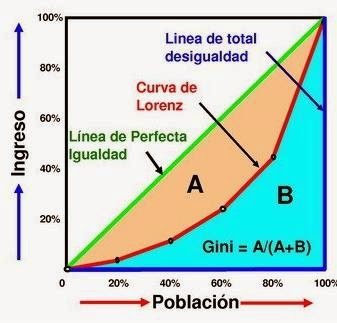 100%
80%
60%
40%
20%
Ingreso
Linea de total
desigualdad
Curva de
Lorenz
Línea de Perfecta
Igualdad
A
B
Gini = A/(A+B)
0 20% 40% 60% 80% 100%
Población